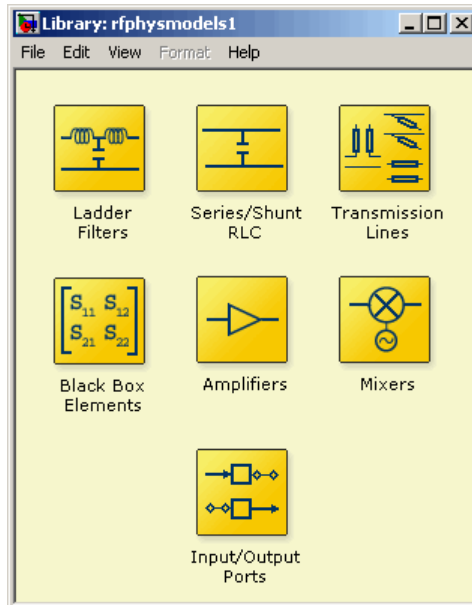 Library: rfphysmodels1
File Edit View Format Help
Ladder
Filters
Series/Shunt
RLC
Transmission
Lines
S11 S12
S21 S22
Black Box
Elements
Amplifiers
Mixers
Input/Output
Ports